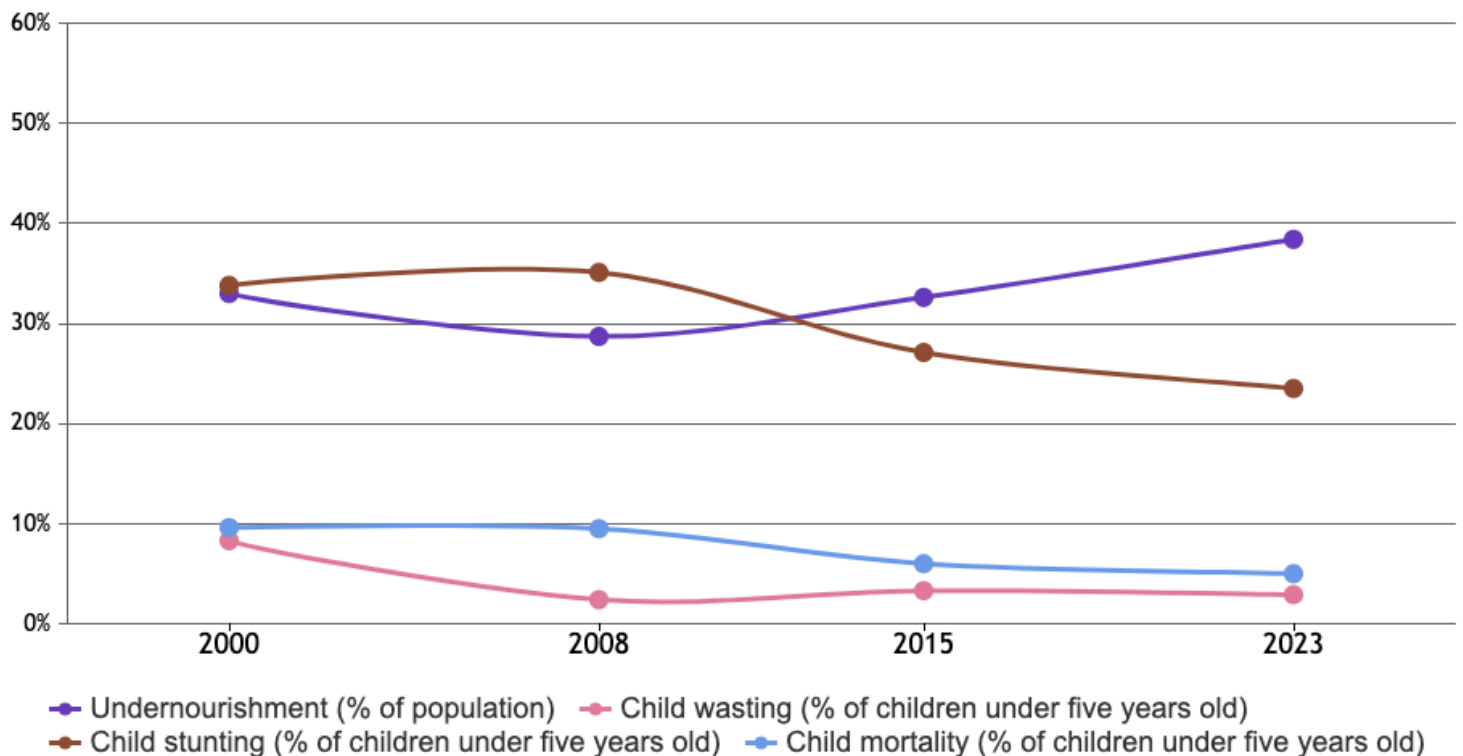 60%
50%
40%
30%
20%
10%
0%
2000 2008 2015 2023
Undernourishment (% of population) Child wasting (% of children under five years old)
Child stunting (% of children under five years old) Child mortality (% of children under five years old)